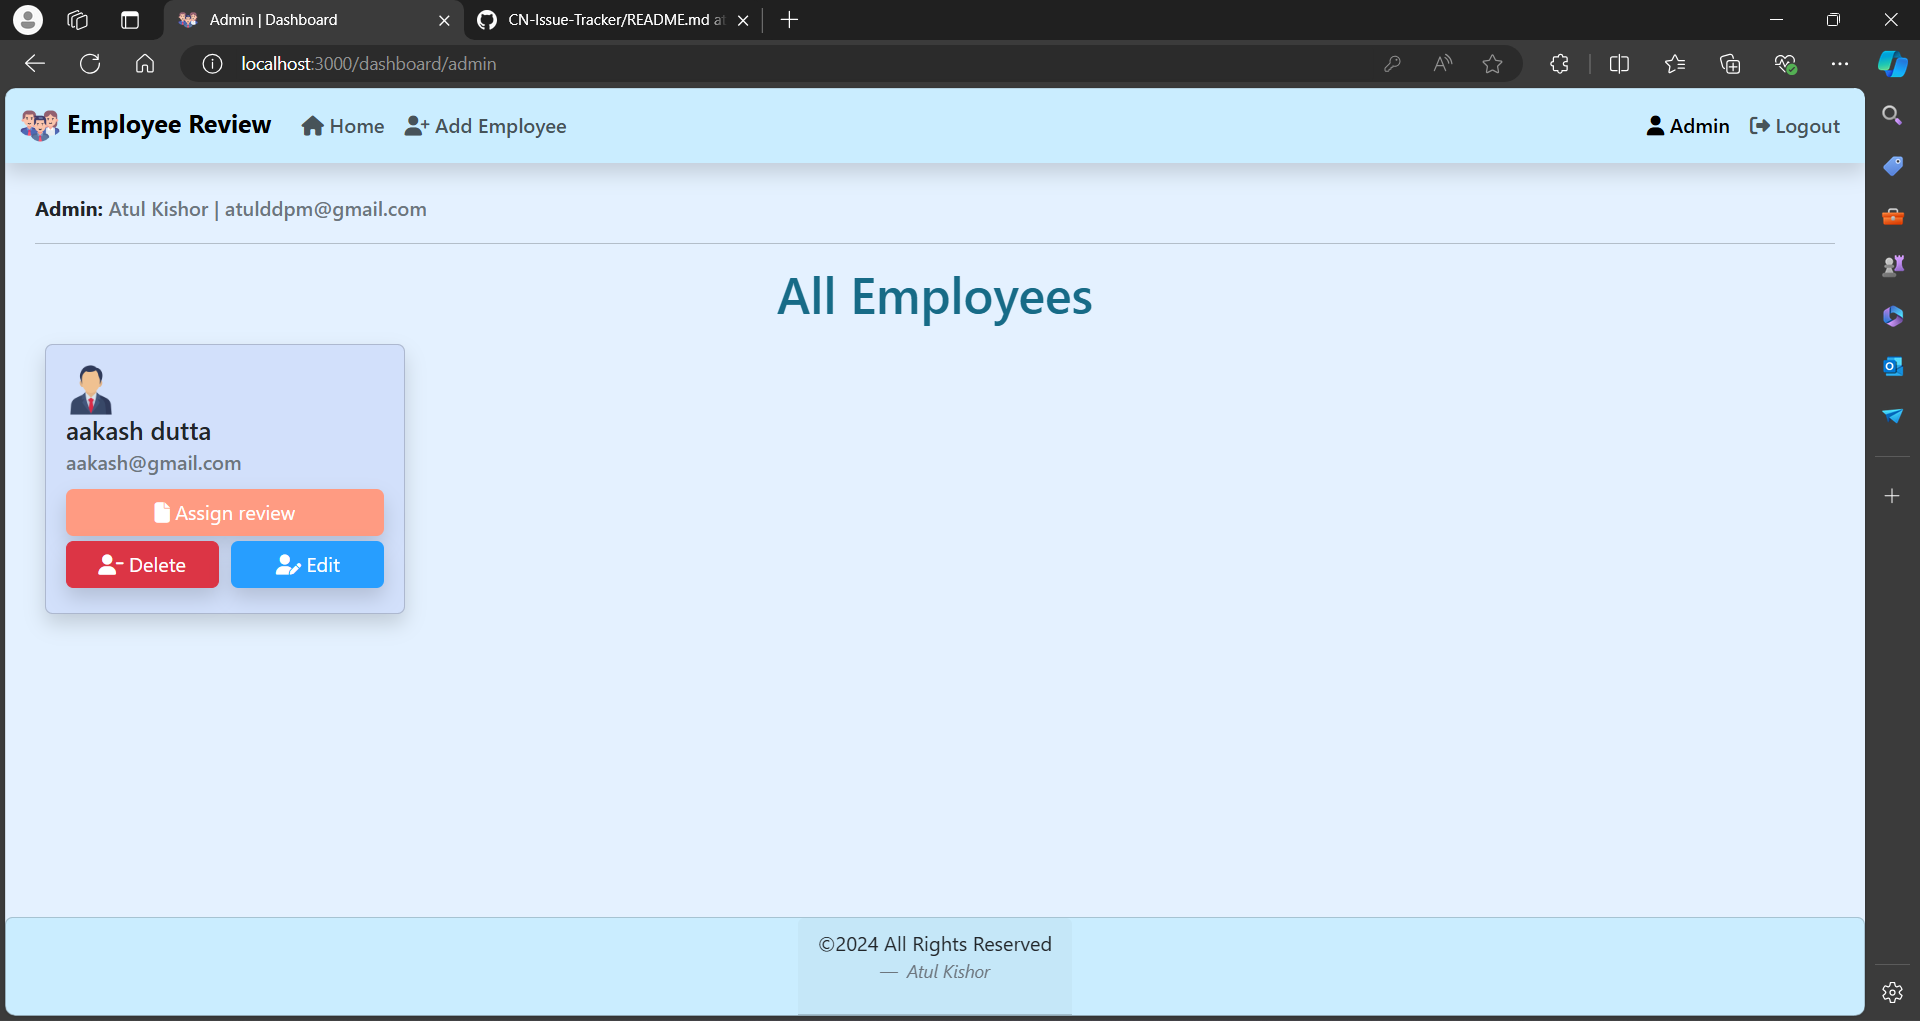 Admin | Dashboard
CN-Issue-Tracker/README.md at
localhost:3000/dashboard/admin
Employee Review Home Add Employee Admin Logout
Admin: Atul Kishor | atulddpm@gmail.com
All Employees
aakash dutta
aakash@gmail.com
Assign review
Delete Edit
©2024 All Rights Reserved
— Atul Kishor